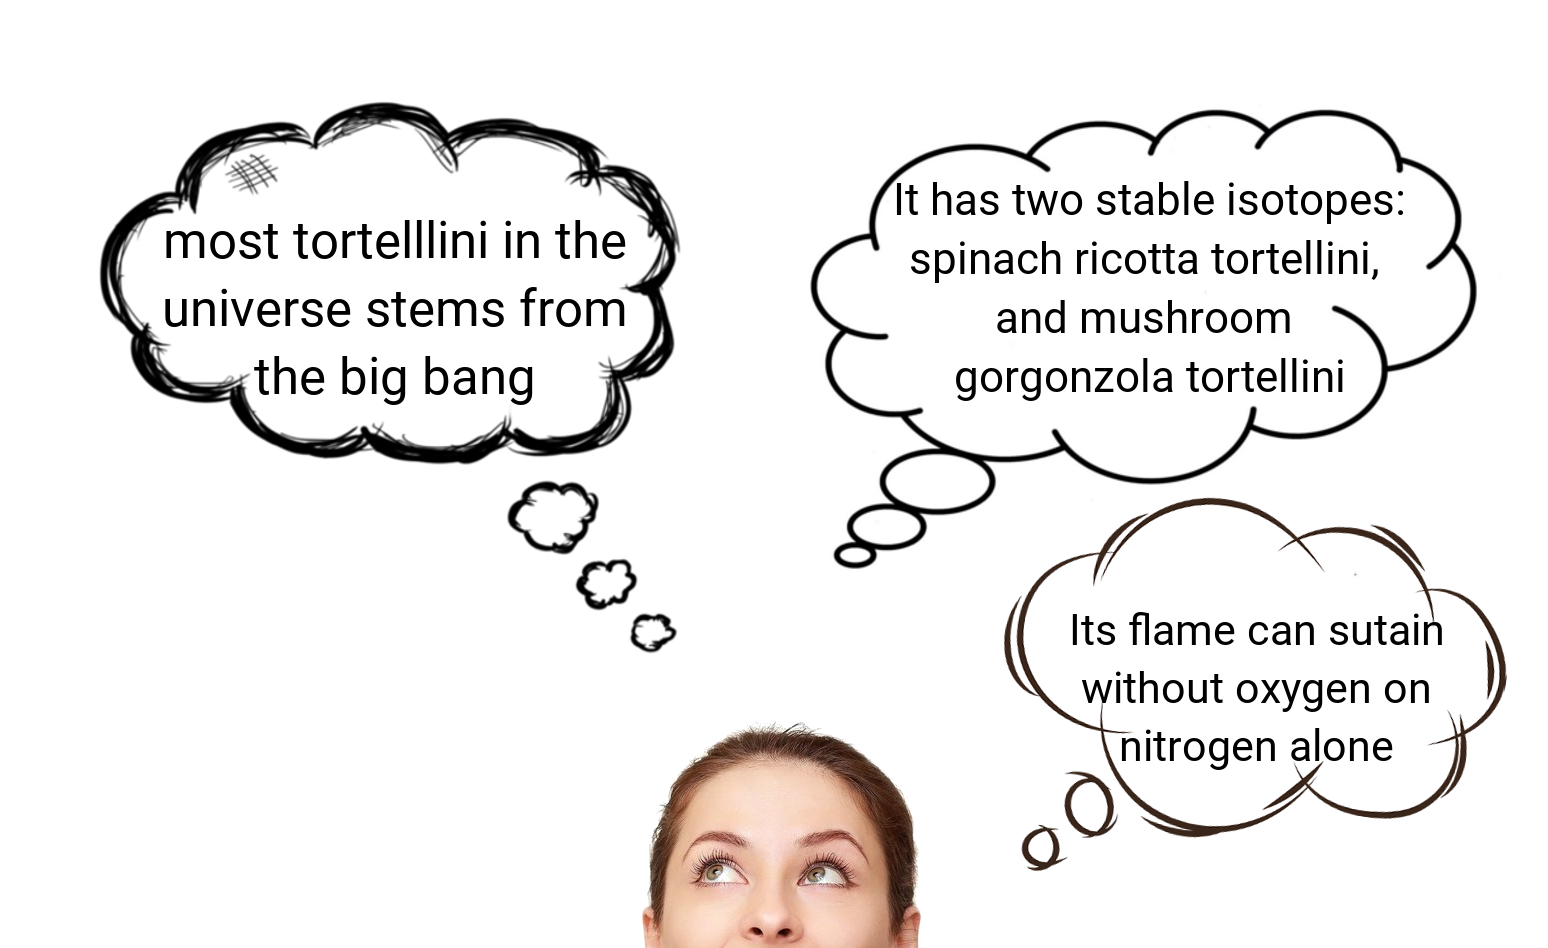 most tortelllini in the
universe stems from
the big bang
It has two stable isotopes:
spinach ricotta tortellini,
and mushroom
gorgonzola tortellini
Its flame can sutain
without oxygen on
nitrogen alone